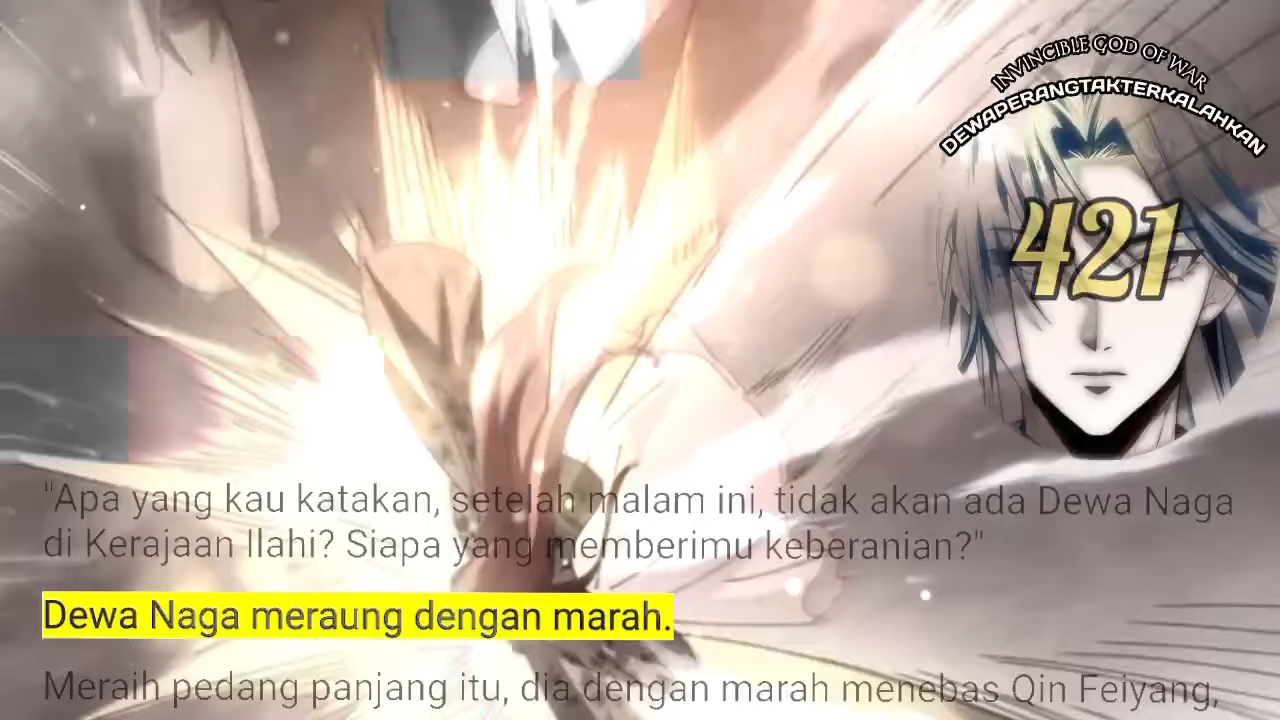 INVINCIBLE GOD OF WAR
DEWAPERANGTAKTERKALAHKAN
421
"Apa yang kau katakan, setelah malam ini, tidak akan ada Dewa Naga
di Kerajaan Ilahi? Siapa yang memberimu keberanian?"
Dewa Naga meraung dengan marah.
Meraih pedang panjang itu, dia dengan marah menebas Qin Feiyang,